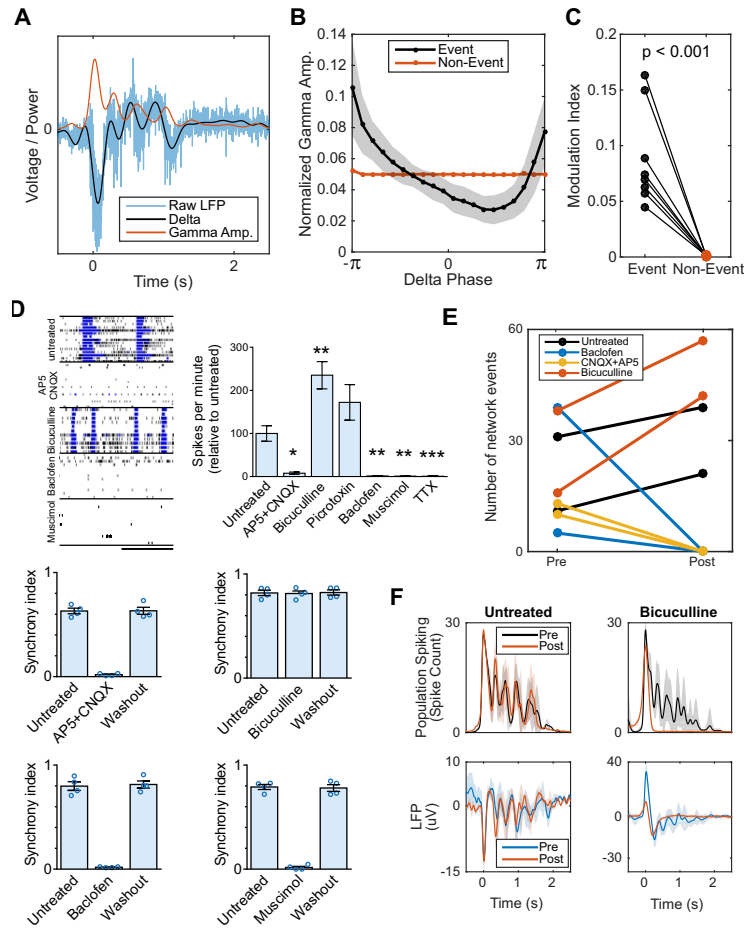 A
Voltage / Power
0
Raw LFP
Delta
Gamma Amp.
0
2
Time (s)
B
Normalized Gamma Amp.
0.14
0.12
0.1
0.08
0.06
0.04
0.02
0
Event
Non-Event
-π
0
π
Delta Phase
C
Modulation Index
0.2
0.15
0.1
0.05
0
p < 0.001
Event
Non-Event
D
untreated
AP5
CNQX
Bicuculline
Baclofen
Muscimol
Spikes per minute
(relative to untreated)
300
200
100
0
*
**
**
**
***
Untreated
AP5+CNQX
Bicuculline
Picrotoxin
Baclofen
Muscimol
TTX
Synchrony index
1
0
Untreated
AP5+CNQX
Washout
Synchrony index
1
0
Untreated
Bicuculline
Washout
Synchrony index
1
0
Untreated
Baclofen
Washout
Synchrony index
1
0
Untreated
Muscimol
Washout
E
Number of network events
60
30
0
Untreated
Baclofen
CNQX+AP5
Bicuculline
Pre
Post
F
Untreated
Bicuculline
Population Spiking
(Spike Count)
30
0
Pre
Post
30
0
LFP
(uV)
15
0
-15
Pre
Post
0
1
2
Time (s)
40
0
-30
0
1
2
Time (s)